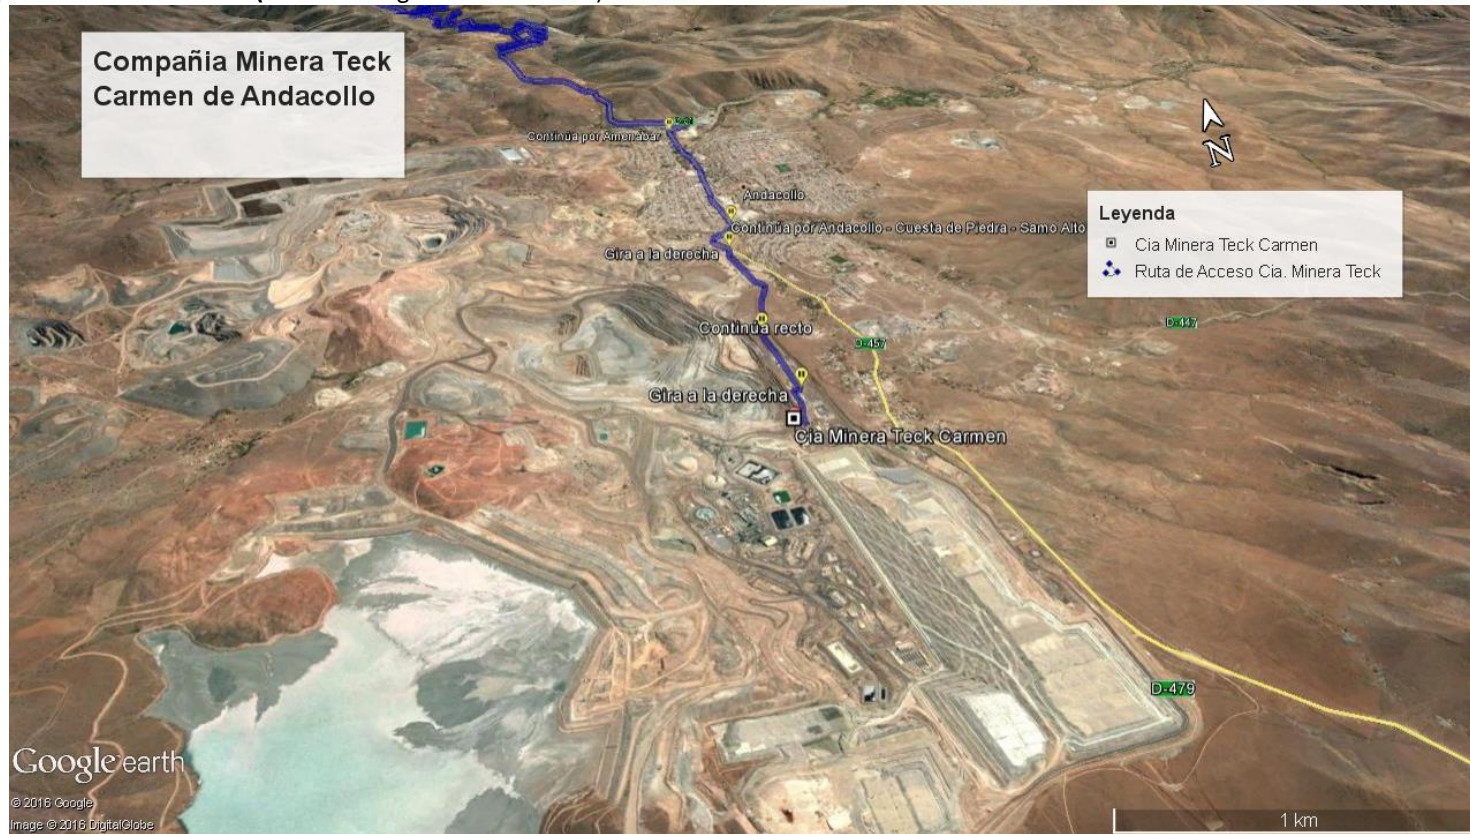 Compañia Minera Teck
Carmen de Andacollo
Continúa por Amenabar
N
Andacollo
Leyenda
Continúa por Andacollo - Cuesta de Piedra - Samo Alto
Cia Minera Teck Carmen
Gira a la derecha
Ruta de Acceso Cia. Minera Teck
Continúa recto
D-447
D-457
Gira a la derecha
Cia Minera Teck Carmen
D-479
Google earth
© 2016 Google
Image © 2016 DigitalGlobe
1 km